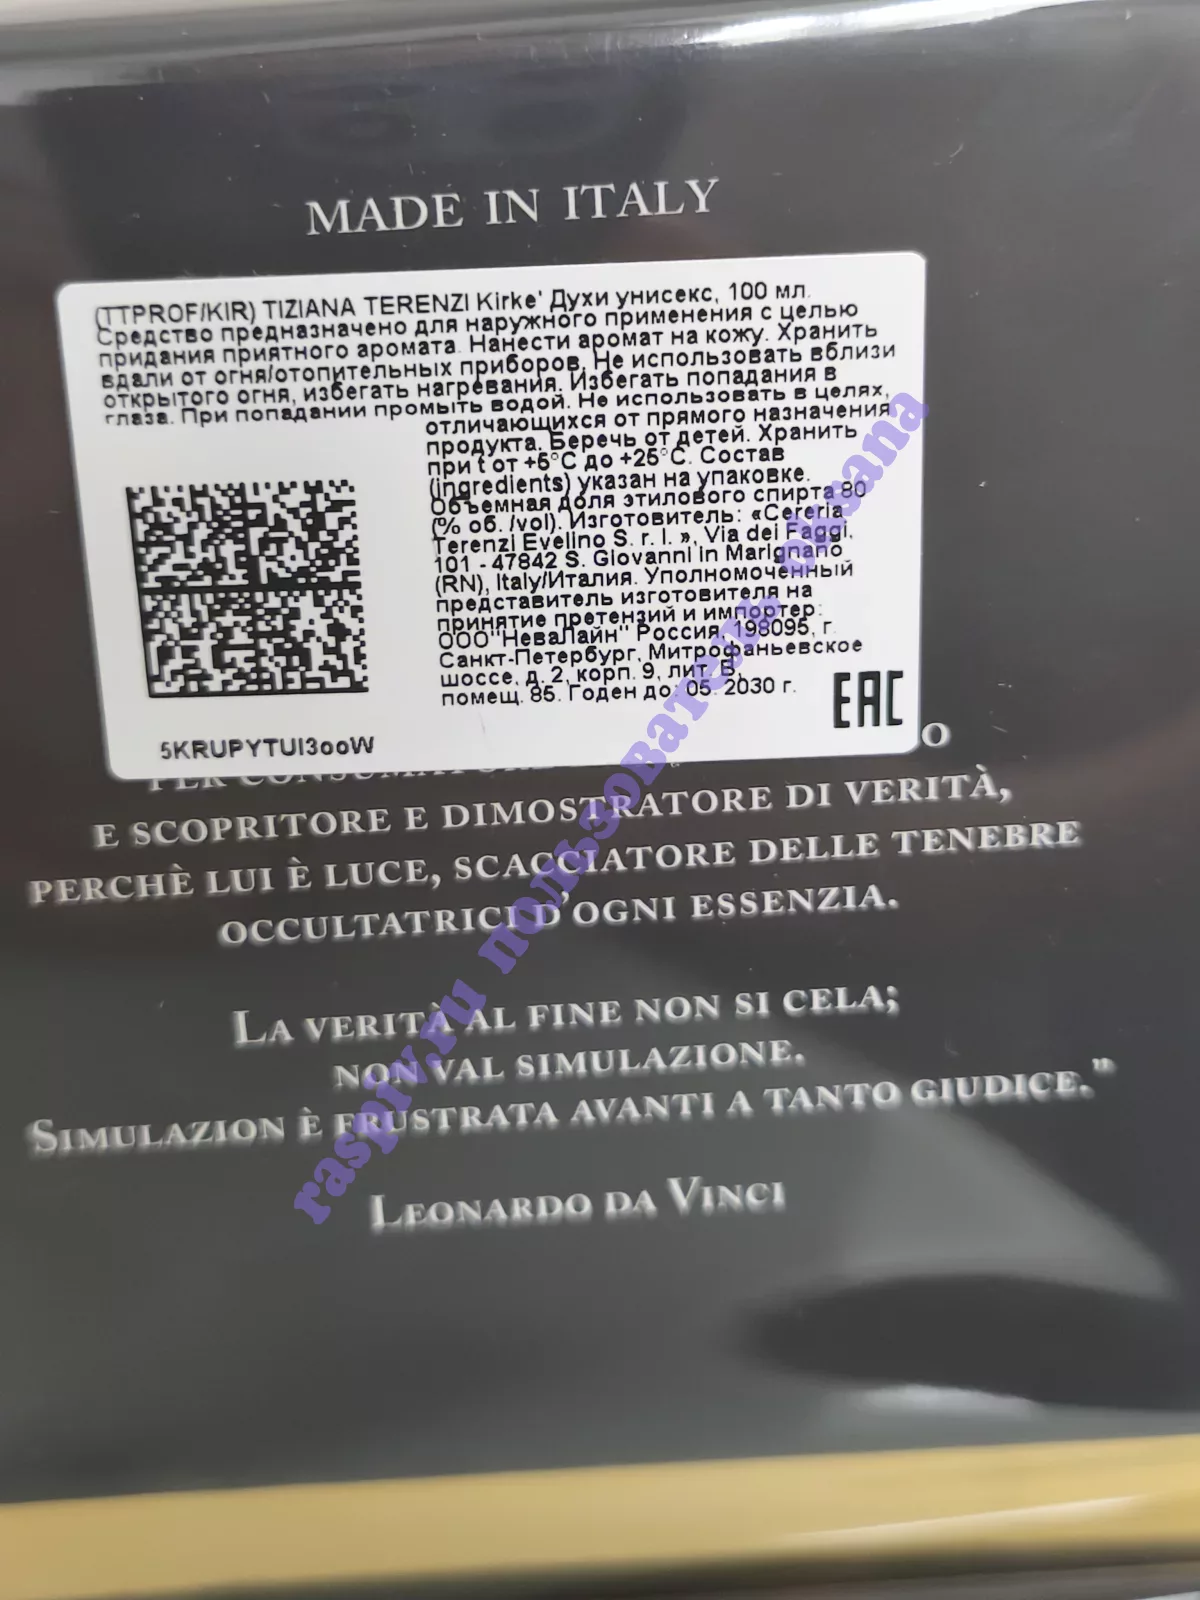 MADE IN ITALY
(TTPROF/KIR) TIZIANA TERENZI Kirke' Духи унисекс, 100 мл.
Средство предназначено для наружного применения с целью
придания приятного аромата. Нанести аромат на кожу. Хранить
вдали от огня/отопительных приборов. Не использовать вблизи
открытого огня, избегать нагревания. Избегать попадания в
глаза. При попадании промыть водой. Не использовать в целях,
отличающихся от прямого назначения
продукта. Беречь от детей. Хранить
при t от +5°C до +25°C. Состав
(ingredients) указан на упаковке.
Объемная доля этилового спирта 80
(% об. /vol). Изготовитель: «Cereria
Terenzi Evelino S. r. l. », Via dei Faggi,
101 - 47842 S. Giovanni in Marignano
(RN), Italy/Италия. Уполномоченный
представитель изготовителя на
принятие претензий и импортер:
ООО"НеваЛайн" Россия, 198095, г.
Санкт-Петербург, Митрофаньевское
шоссе, д. 2, корп. 9, лит. В,
помещ. 85. Годен до: 05. 2030 г.
EAC
5KRUPYTUI3ooW
PER
E SCOPRITORE E DIMOSTRATORE DI VERITÀ,
PERCHÈ LUI È LUCE, SCACCIATORE DELLE TENEBRE
OCCULTATRICI D'OGNI ESSENZIA.
LA VERITÀ AL FINE NON SI CELA;
NON VAL SIMULAZIONE.
SIMULAZION È FRUSTRATA AVANTI A TANTO GIUDICE."
LEONARDO DA VINCI
raspiv.ru пользователь oksana